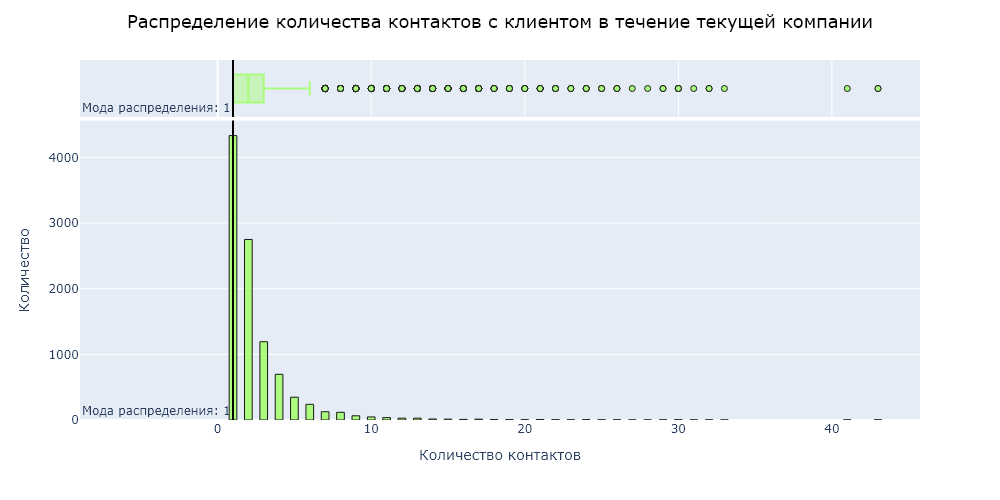 Распределение количества контактов с клиентом в течение текущей компании
Мода распределения: 1
4000
3000
2000
1000
0
Количество
Мода распределения: 1
0 10 20 30 40
Количество контактов